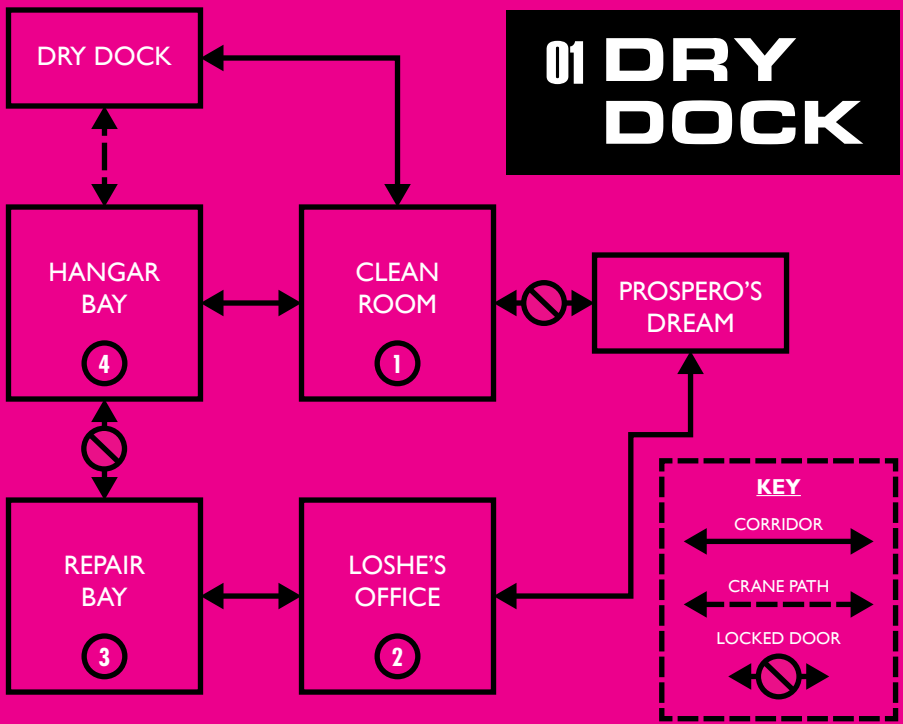 01 DRY
DOCK
DRY DOCK
HANGAR
BAY
4
CLEAN
ROOM
1
PROSPERO'S
DREAM
REPAIR
BAY
3
LOSHE'S
OFFICE
2
KEY
CORRIDOR
CRANE PATH
LOCKED DOOR